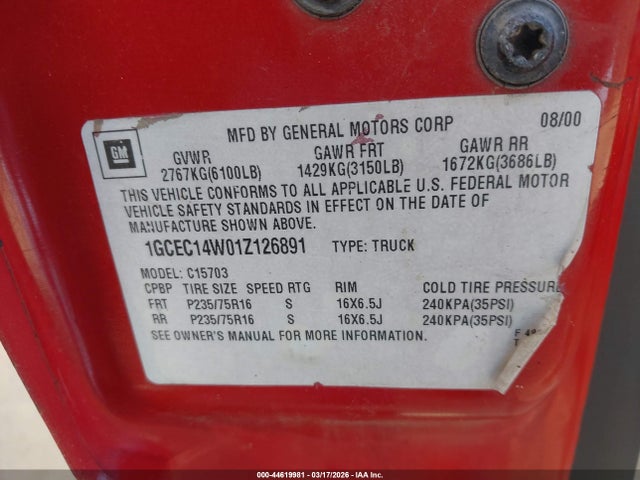 MFD BY GENERAL MOTORS CORP 08/00
GM
GVWR GAWR FRT GAWR RR
2767KG(6100LB) 1429KG(3150LB) 1672KG(3686LB)
THIS VEHICLE CONFORMS TO ALL APPLICABLE U.S. FEDERAL MOTOR
VEHICLE SAFETY STANDARDS IN EFFECT ON THE DATE OF
MANUFACTURE SHOWN ABOVE.
1GCEC14W01Z126891 TYPE: TRUCK
MODEL: C15703
CPBP TIRE SIZE SPEED RTG RIM COLD TIRE PRESSURE
FRT P235/75R16 S 16X6.5J 240KPA(35PSI)
RR P235/75R16 S 16X6.5J 240KPA(35PSI)
SEE OWNER'S MANUAL FOR MORE INFORMATION.
000-44619981 - 03/17/2026 - IAA Inc.